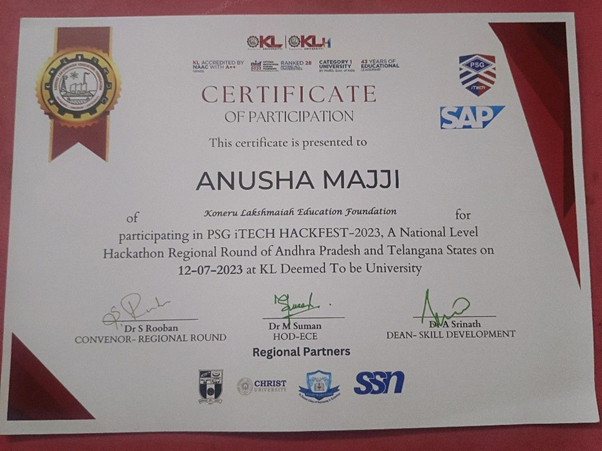 KL KLH
KL ACCREDITED BY NAAC WITH A++
RANKED 28
CATEGORY 1 UNIVERSITY
43 YEARS OF EDUCATIONAL LEADERSHIP
PSG
iTECH
SAP
CERTIFICATE
OF PARTICIPATION
This certificate is presented to
ANUSHA MAJJI
of Koneru Lakshmaiah Education Foundation for
participating in PSG iTECH HACKFEST-2023, A National Level
Hackathon Regional Round of Andhra Pradesh and Telangana States on
12-07-2023 at KL Deemed To be University
Dr S Rooban
CONVENOR- REGIONAL ROUND
Dr M Suman
HOD-ECE
Dr A Srinath
DEAN- SKILL DEVELOPMENT
Regional Partners
CHRIST
UNIVERSITY
ssn